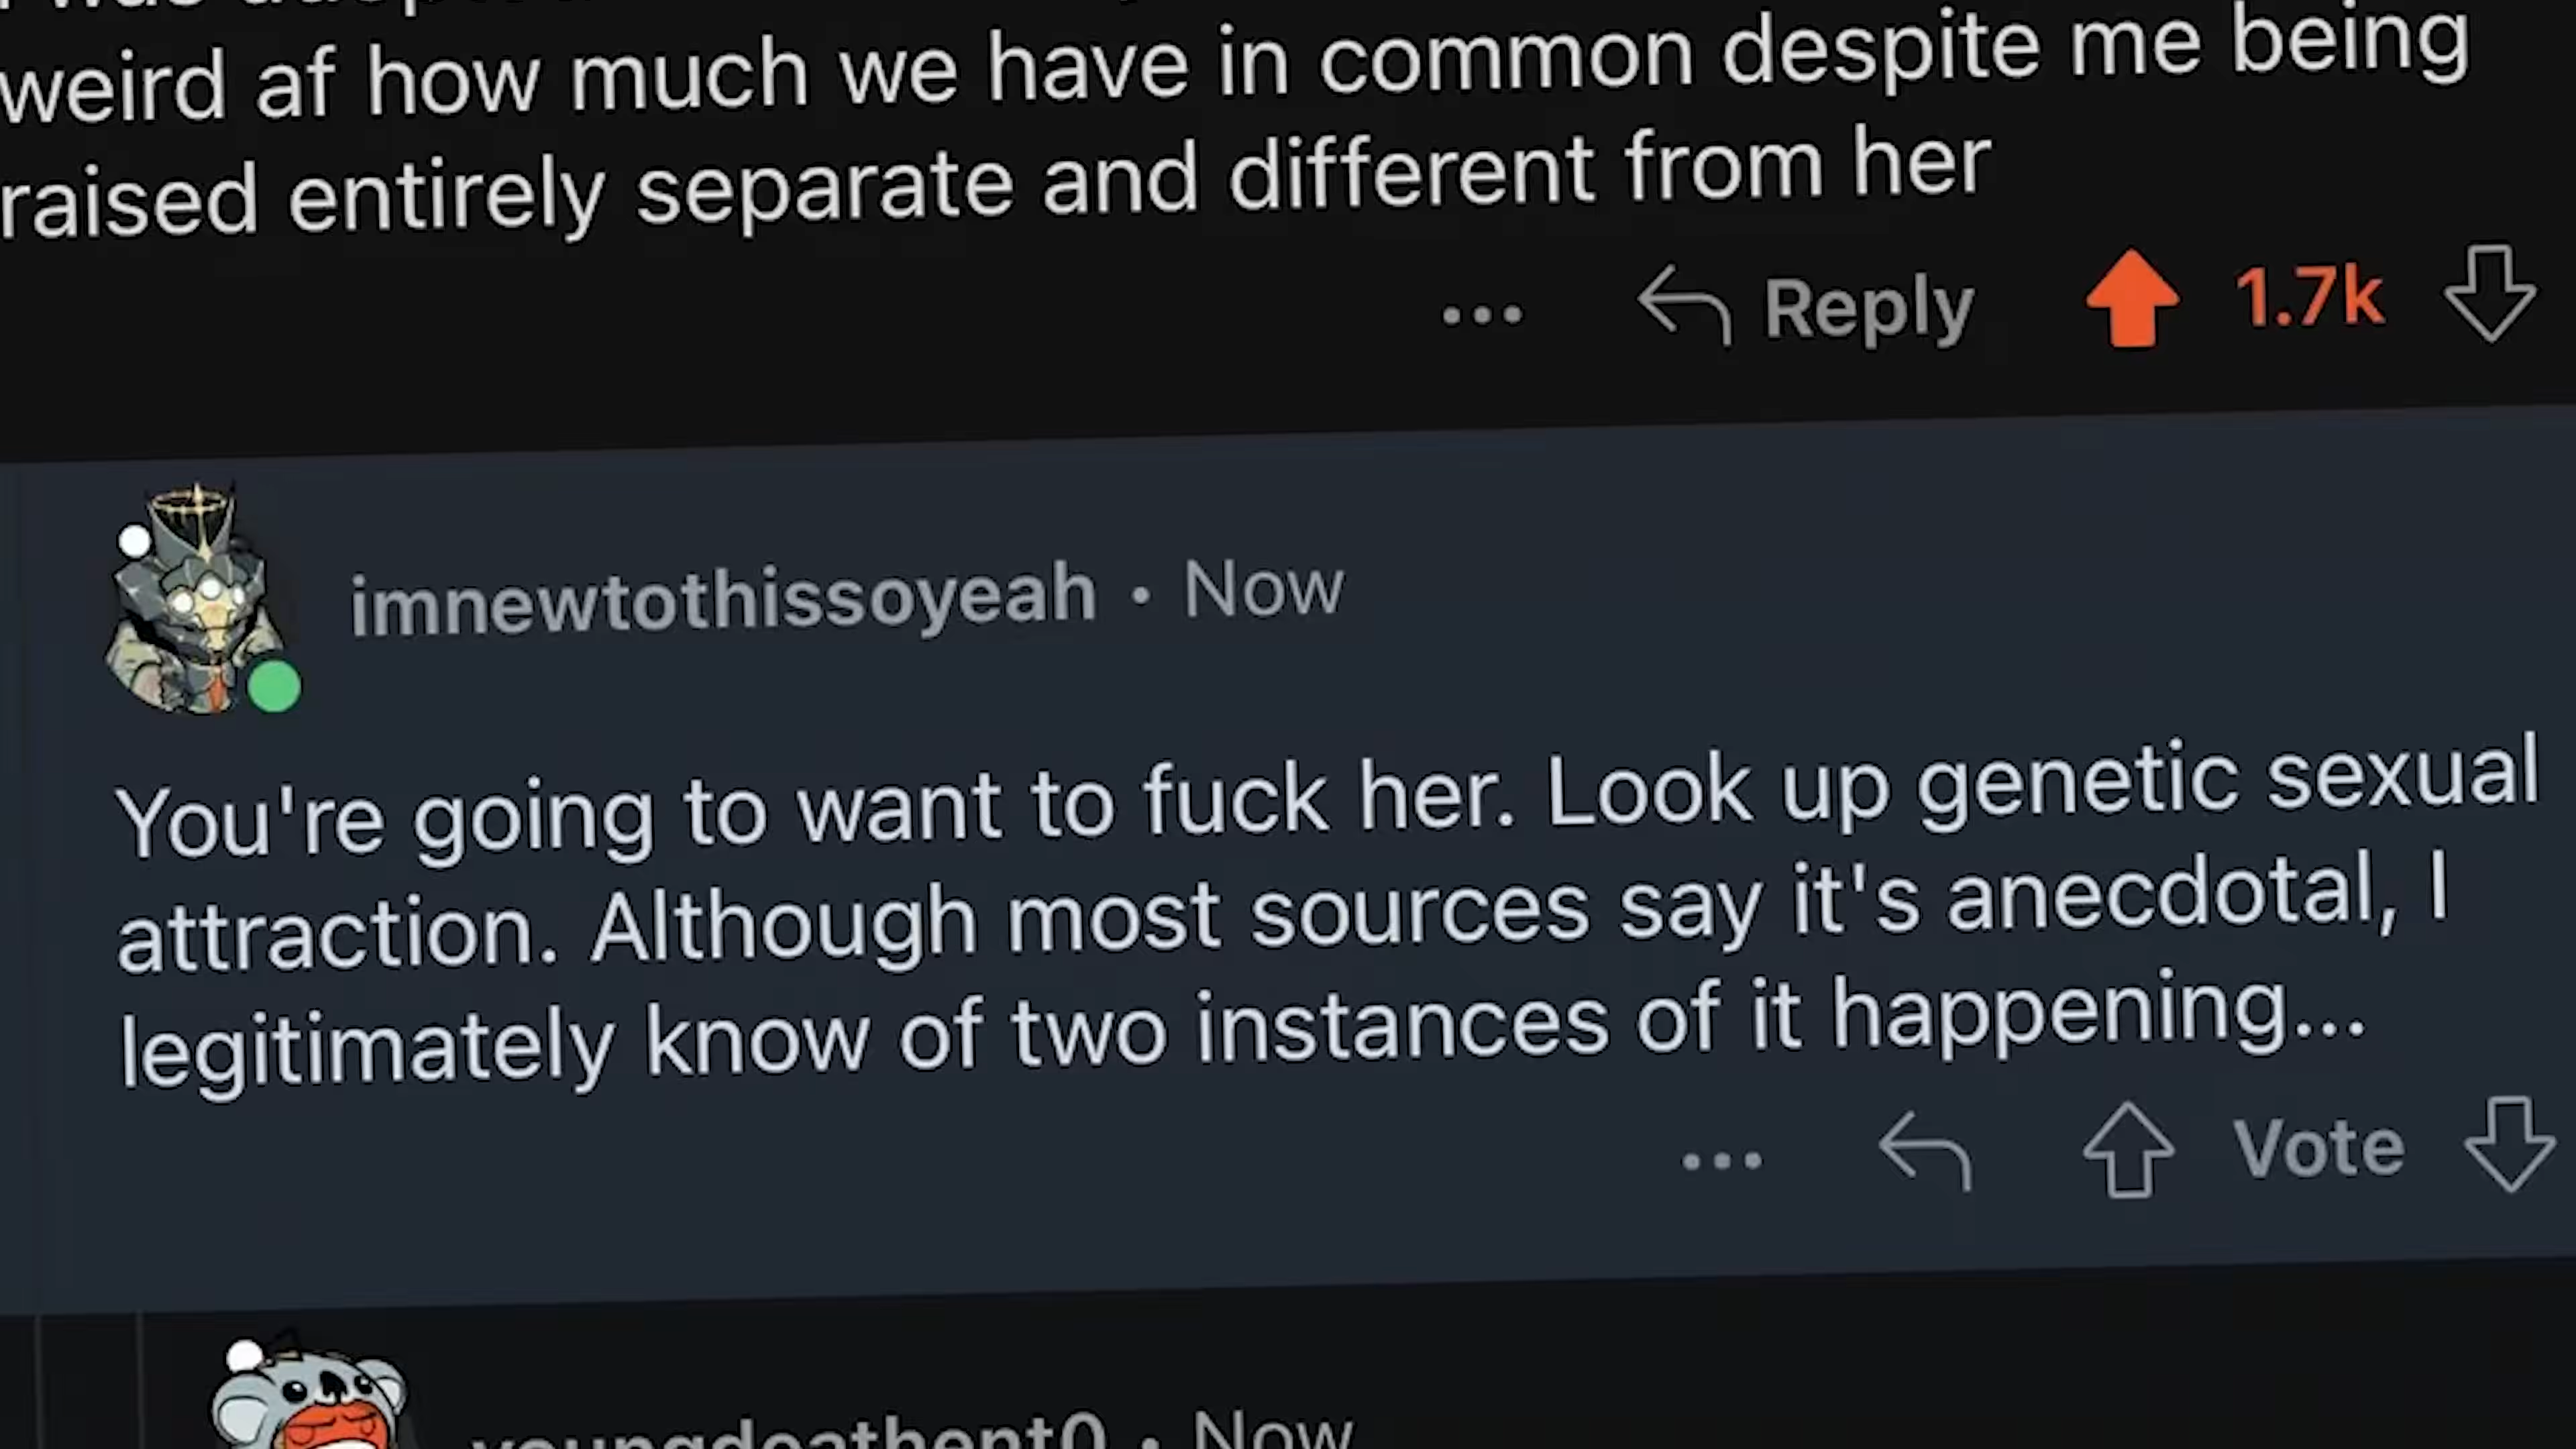 weird af how much we have in common despite me being
raised entirely separate and different from her
... Reply 1.7k
imnewtothissoyeah • Now
You're going to want to fuck her. Look up genetic sexual
attraction. Although most sources say it's anecdotal, I
legitimately know of two instances of it happening...
... Vote
youngdeathent0 • Now